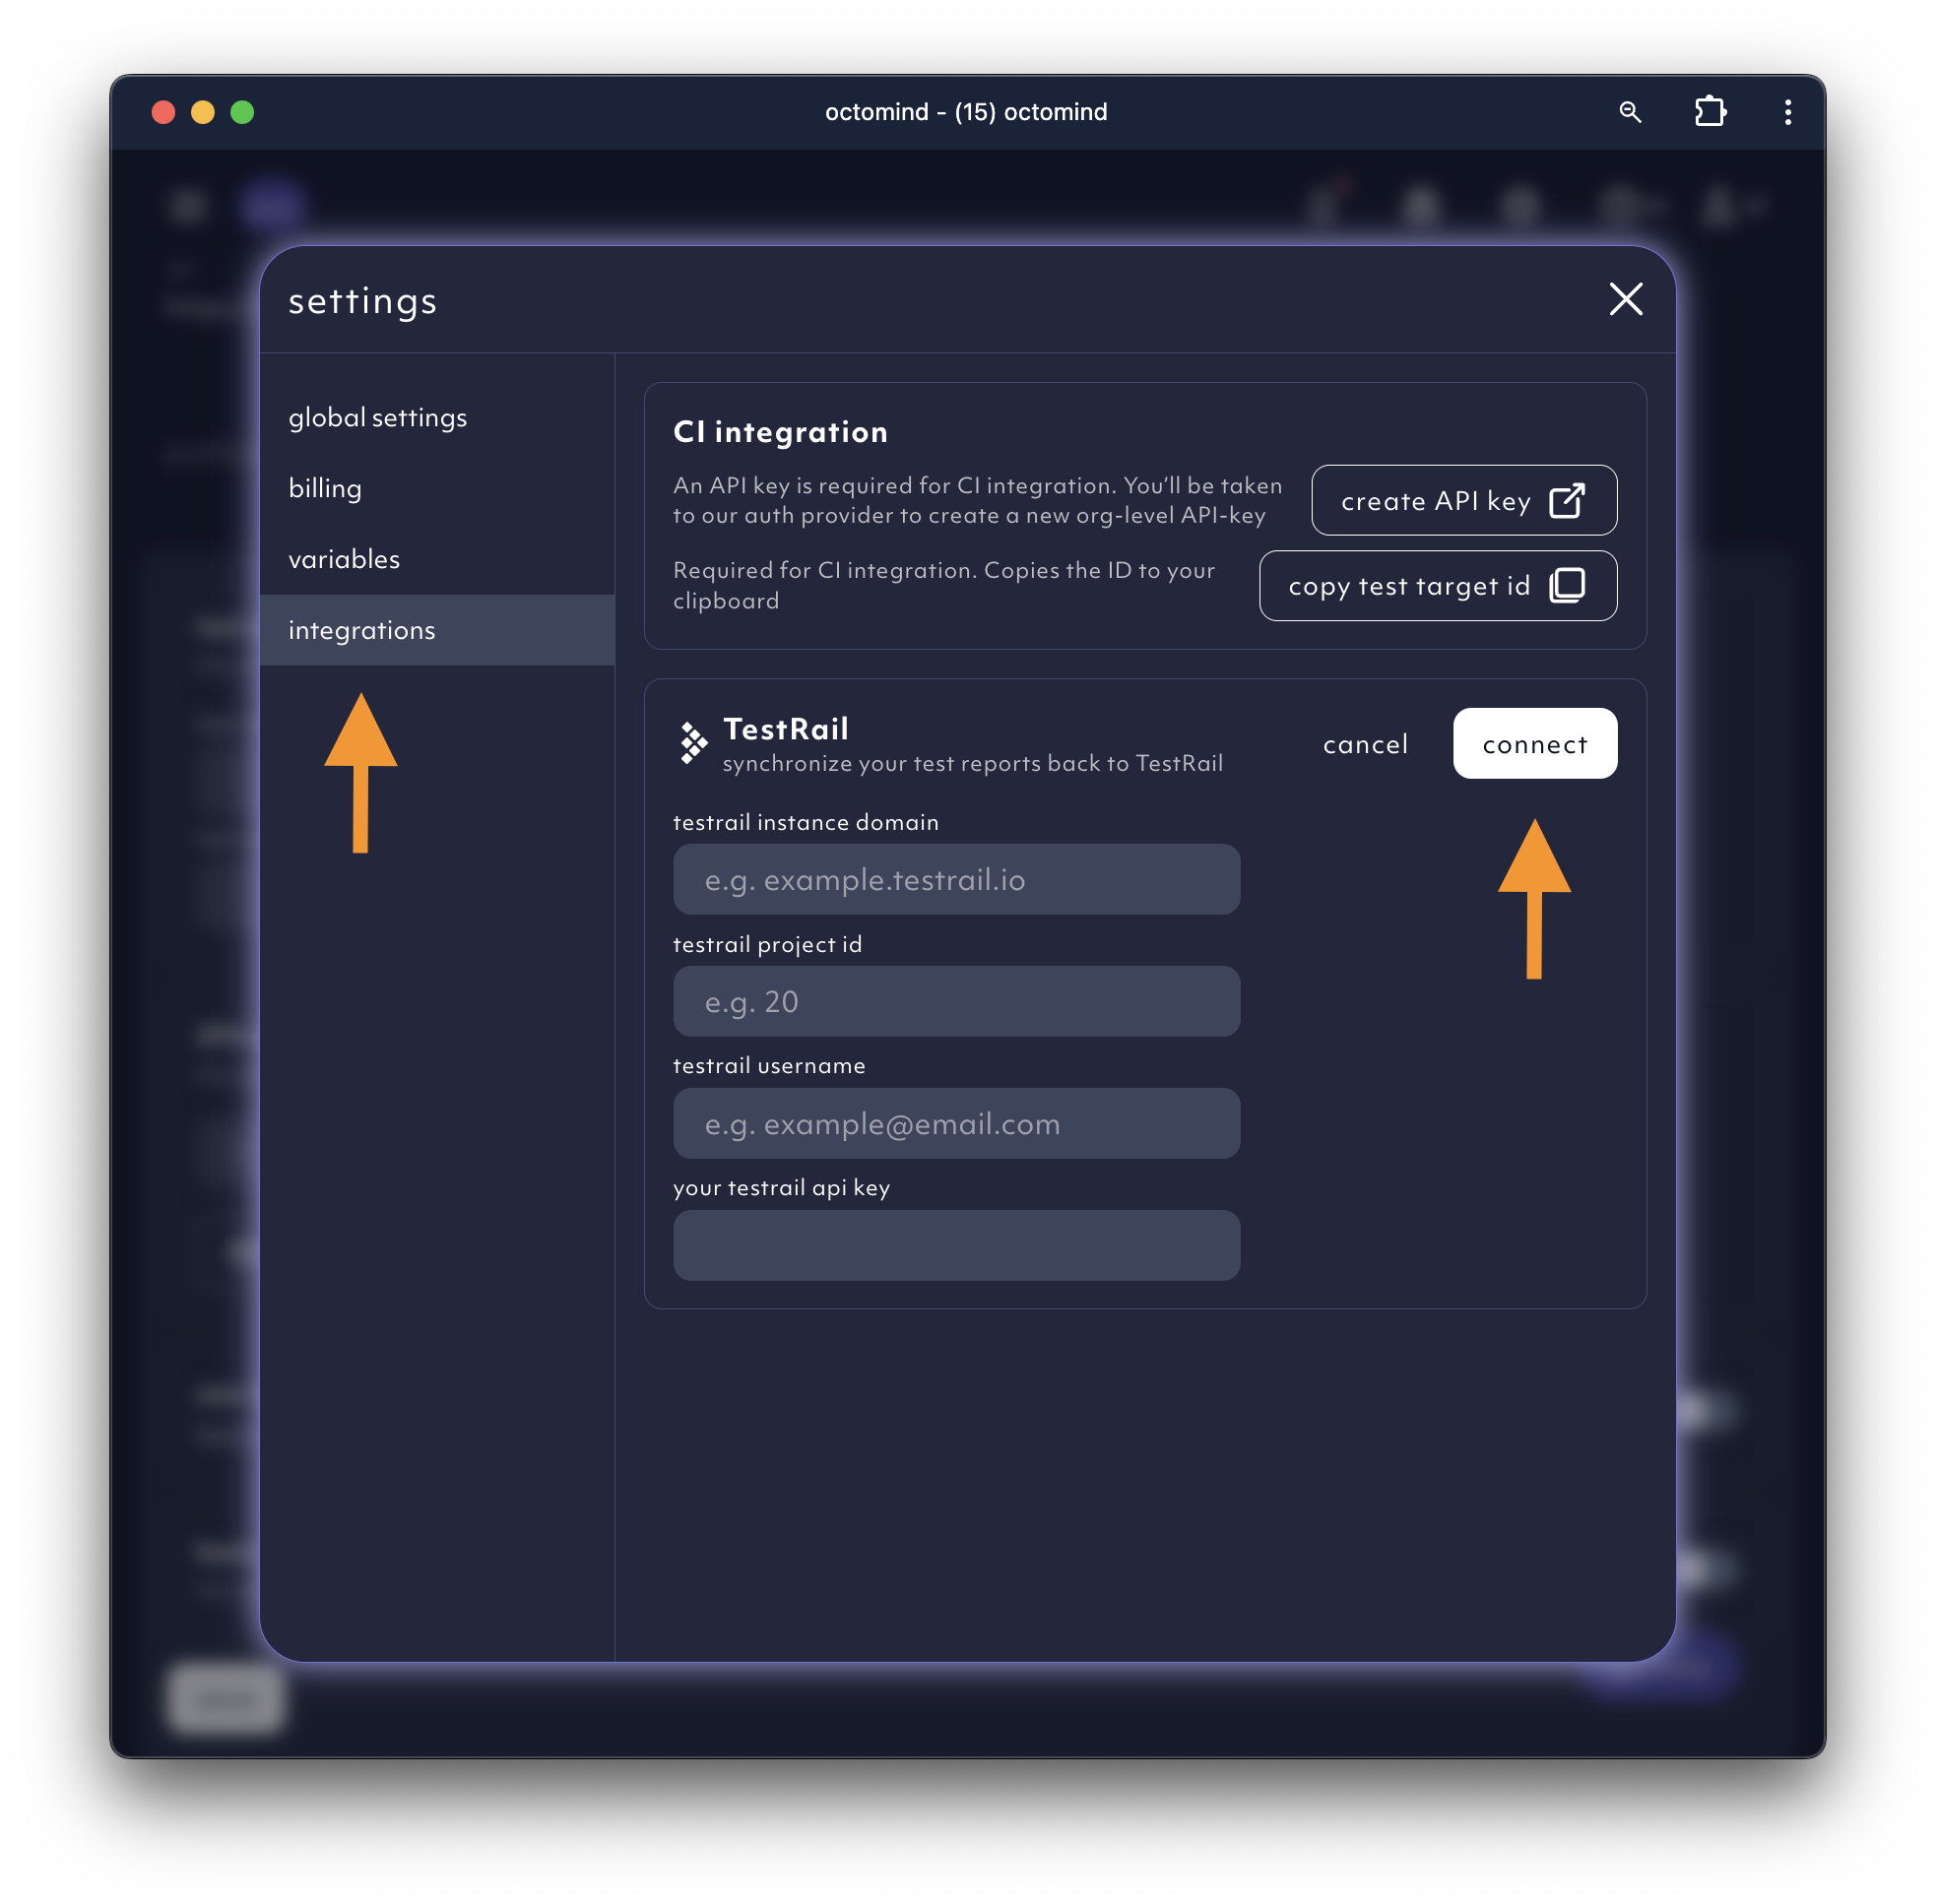 octomind - (15) octomind
settings
global settings
billing
variables
integrations
CI integration
An API key is required for CI integration. You'll be taken
to our auth provider to create a new org-level API-key
create API key
Required for CI integration. Copies the ID to your
clipboard
copy test target id
TestRail
synchronize your test reports back to TestRail
cancel
connect
testrail instance domain
e.g. example.testrail.io
testrail project id
e.g. 20
testrail username
e.g. example@email.com
your testrail api key